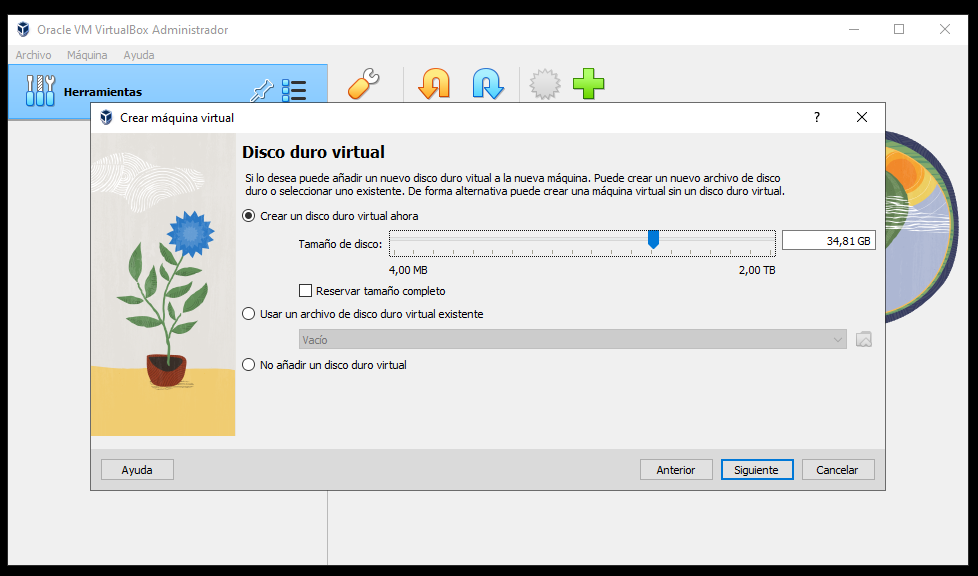 Oracle VM VirtualBox Administrador
Archivo Máquina Ayuda
Herramientas
Crear máquina virtual
?
Disco duro virtual
Si lo desea puede añadir un nuevo disco duro vitual a la nueva máquina. Puede crear un nuevo archivo de disco
duro o seleccionar uno existente. De forma alternativa puede crear una máquina virtual sin un disco duro virtual.
Crear un disco duro virtual ahora
Tamaño de disco: 34,81 GB
4,00 MB 2,00 TB
Reservar tamaño completo
Usar un archivo de disco duro virtual existente
Vacío
No añadir un disco duro virtual
Ayuda Anterior Siguiente Cancelar